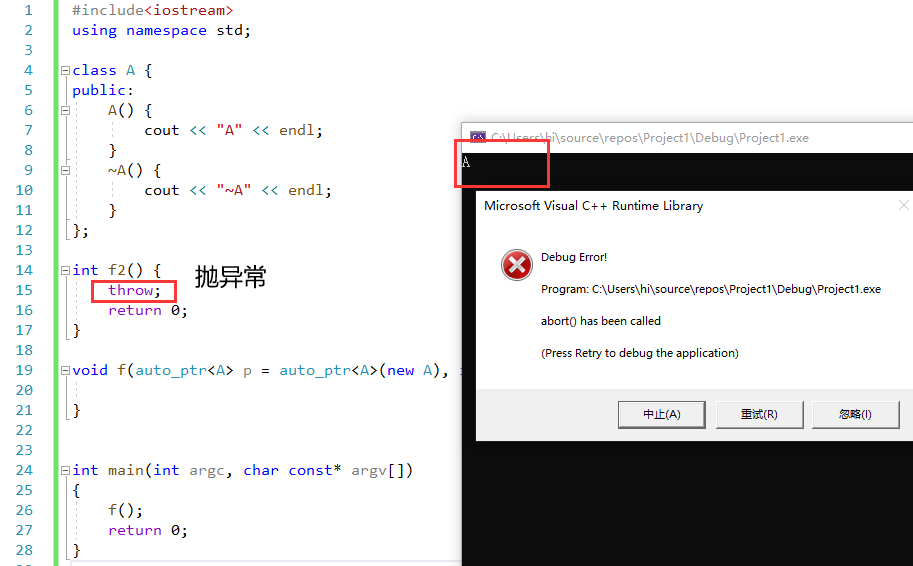 1 #include<iostream>
2 using namespace std;
3
4 class A {
5 public:
6 A() {
7 cout << "A" << endl;
8 }
9 ~A() {
10 cout << "~A" << endl;
11 }
12 };
13
14 int f2() {
抛异常
15 throw;
16 return 0;
17 }
18
19 void f(auto_ptr<A> p = auto_ptr<A>(new A),
20
21 }
22
23
24 int main(int argc, char const* argv[])
25 {
26 f();
27 return 0;
28 }
C:\Users\hi\source\repos\Project1\Debug\Project1.exe
A
Microsoft Visual C++ Runtime Library
Debug Error!
Program: C:\Users\hi\source\repos\Project1\Debug\Project1.exe
abort() has been called
(Press Retry to debug the application)
中止(A) 重试(R) 忽略(I)